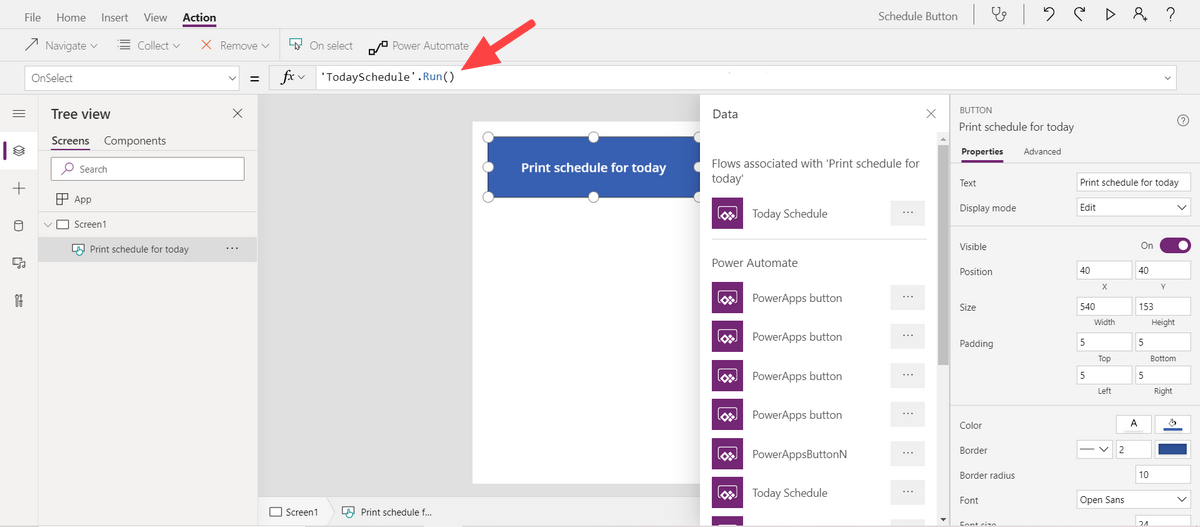 File Home Insert View Action Schedule Button
Navigate Collect Remove On select Power Automate
OnSelect = fx 'TodaySchedule'.Run()
Tree view
Screens Components
Search
App
Screen1
Print schedule for today ...
Print schedule for today
Screen1 Print schedule f...
Data
Flows associated with 'Print schedule for
today'
Today Schedule ...
Power Automate
PowerApps button ...
PowerApps button ...
PowerApps button ...
PowerApps button ...
PowerAppsButtonN ...
Today Schedule ...
BUTTON
Print schedule for today
Properties Advanced
Text Print schedule for today
Display mode Edit
Visible On
Position 40 40
X Y
Size 540 153
Width Height
Padding 5 5
Top Bottom
5 5
Left Right
Color A
Border 2
Border radius 10
Font Open Sans
Font size 24